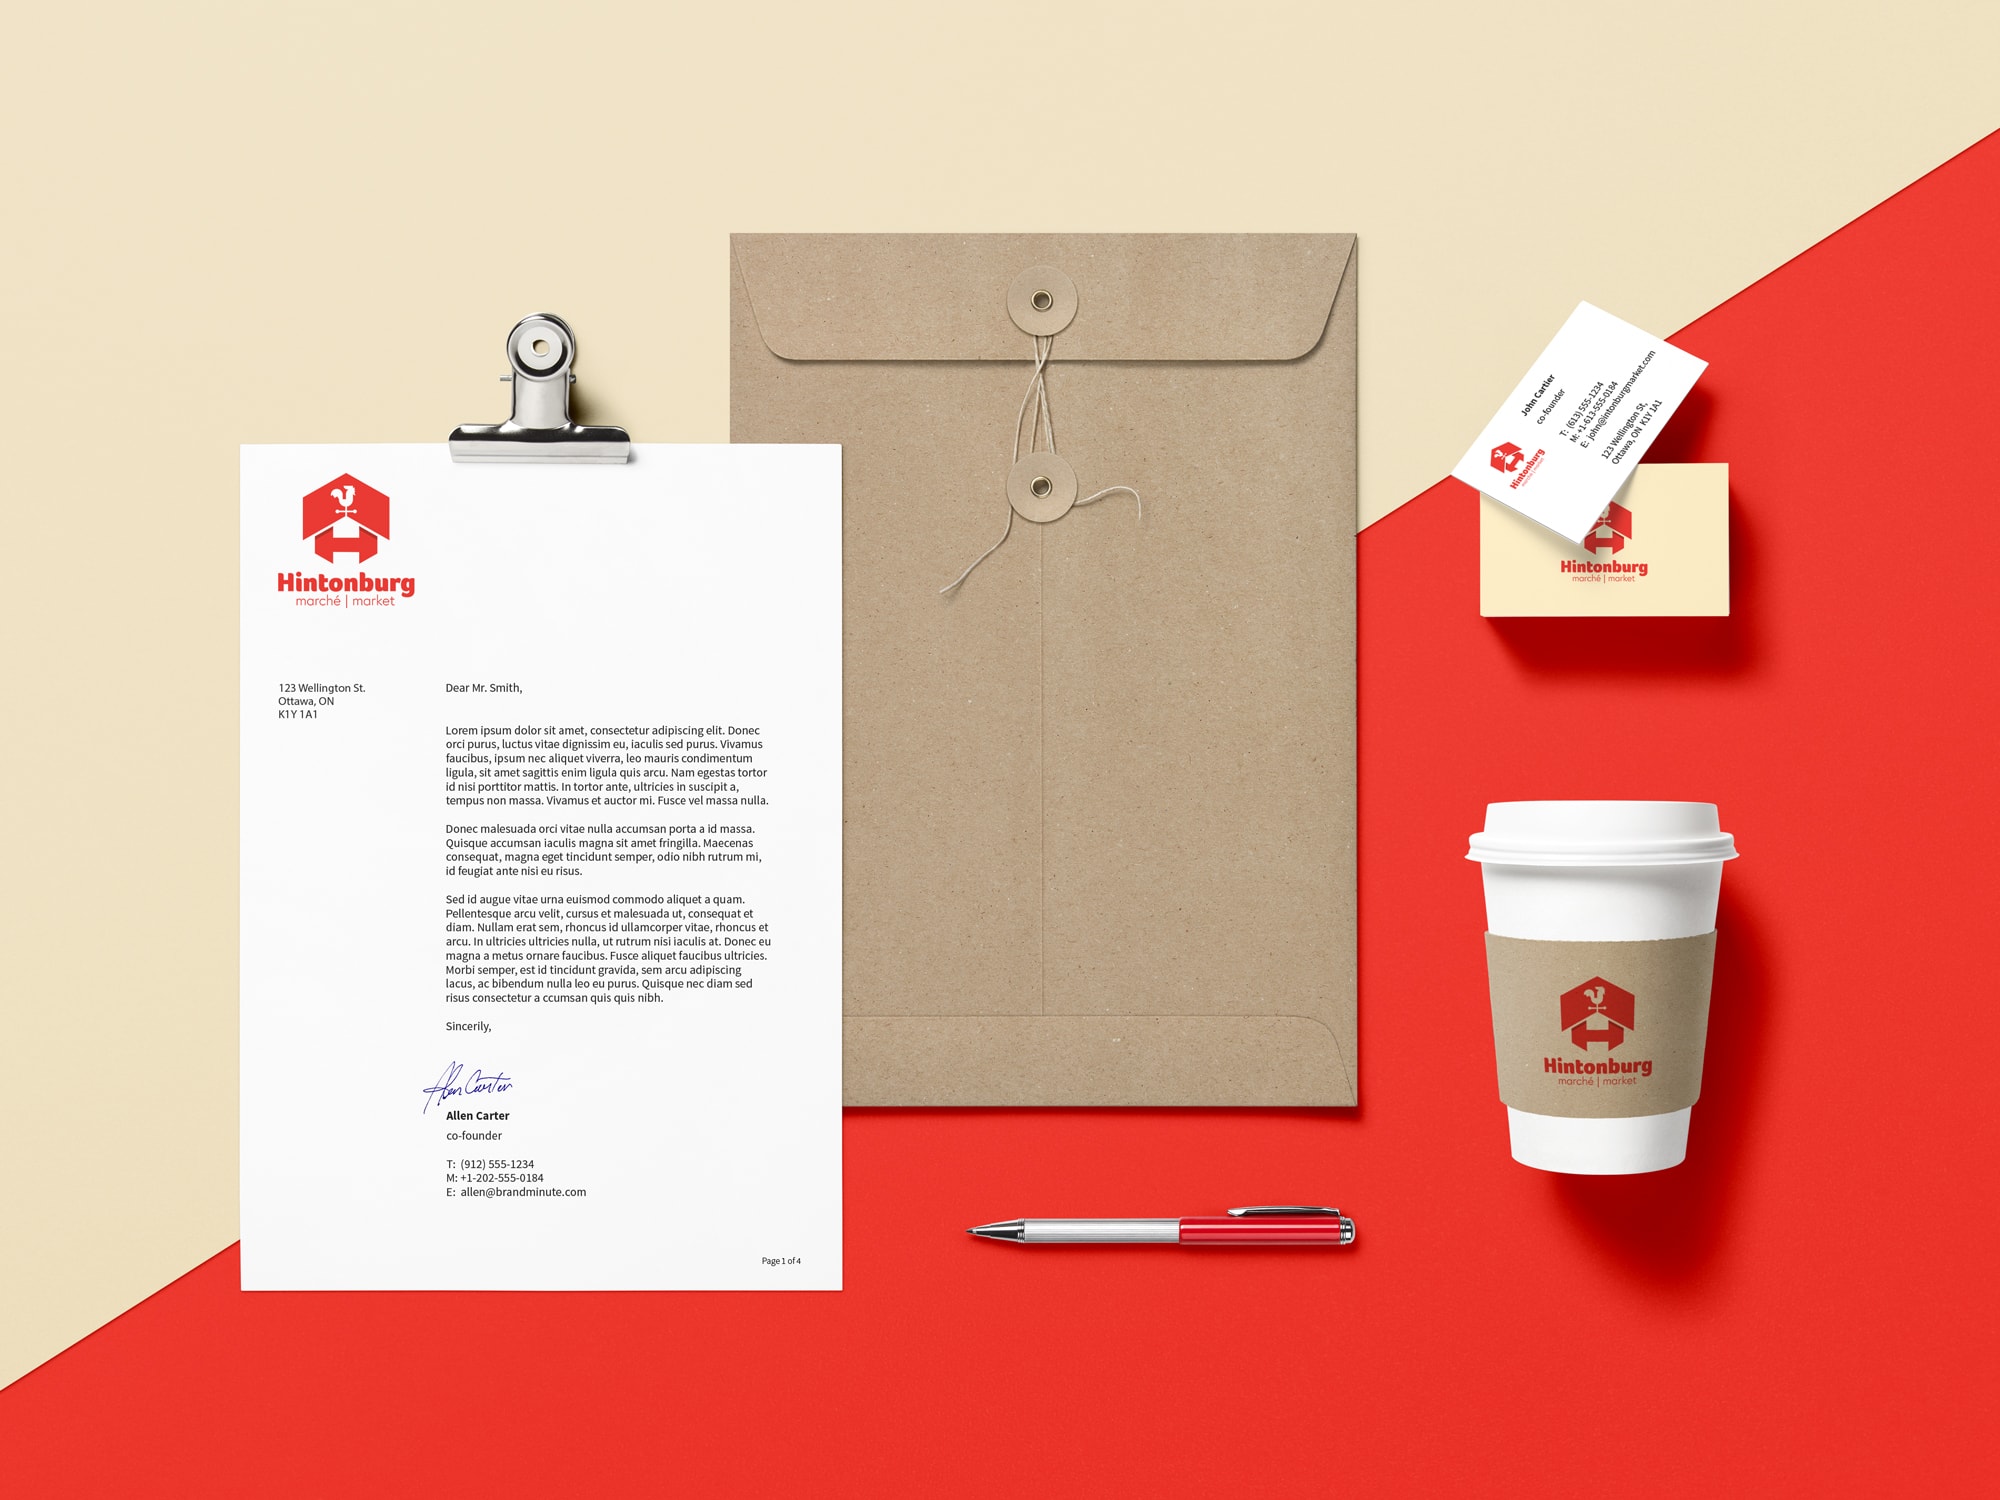 Hintonburg
marché | market
123 Wellington St.
Ottawa, ON
K1Y 1A1
Dear Mr. Smith,
Lorem ipsum dolor sit amet, consectetur adipiscing elit. Donec
orci purus, luctus vitae dignissim eu, iaculis sed purus. Vivamus
faucibus, ipsum nec aliquet viverra, leo mauris condimentum
ligula, sit amet sagittis enim ligula quis arcu. Nam egestas tortor
id nisi porttitor mattis. In tortor ante, ultricies in suscipit a,
tempus non massa. Vivamus et auctor mi. Fusce vel massa nulla.
Donec malesuada orci vitae nulla accumsan porta a id massa.
Quisque accumsan iaculis magna sit amet fringilla. Maecenas
consequat, magna eget tincidunt semper, odio nibh rutrum mi,
id feugiat ante nisi eu risus.
Sed id augue vitae urna euismod commodo aliquet a quam.
Pellentesque arcu velit, cursus et malesuada ut, consequat et
diam. Nullam erat sem, rhoncus id ullamcorper vitae, rhoncus et
arcu. In ultricies ultricies nulla, ut rutrum nisi iaculis at. Donec eu
magna a metus ornare faucibus. Fusce aliquet faucibus ultricies.
Morbi semper, est id tincidunt gravida, sem arcu adipiscing
lacus, ac bibendum nulla leo eu purus. Quisque nec diam sed
risus consectetur a ccumsan quis quis nibh.
Sincerily,
Alen Carter
Allen Carter
co-founder
T: (912) 555-1234
M: +1-202-555-0184
E: allen@brandminute.com
Page 1 of 4
John Cartier
co-founder
T: (613) 555-1234
M: +1-613-555-0184
E: john@intonburgmarket.com
123 Wellington St,
Ottawa, ON K1Y 1A1
Hintonburg
marché | market
Hintonburg
marché | market
Hintonburg
marché | market